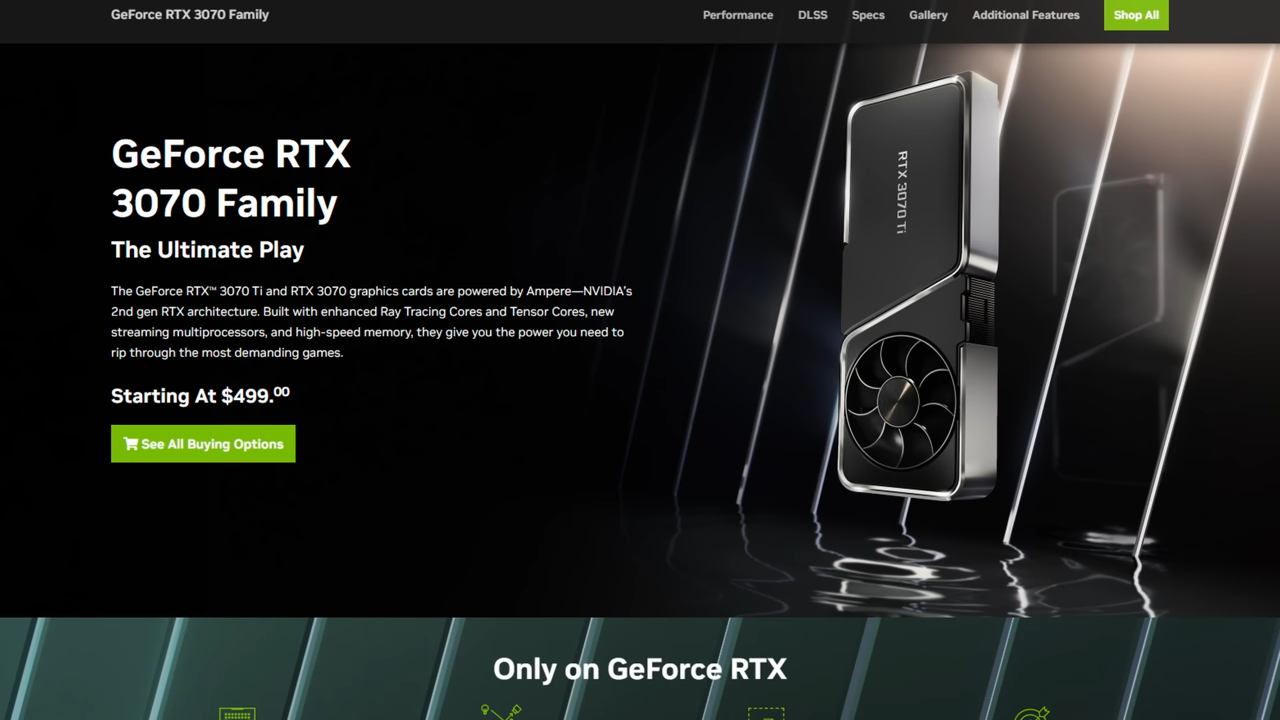 GeForce RTX 3070 Family
Performance
DLSS
Specs
Gallery
Additional Features
Shop All
GeForce RTX
3070 Family
The Ultimate Play
The GeForce RTX™ 3070 Ti and RTX 3070 graphics cards are powered by Ampere—NVIDIA's
2nd gen RTX architecture. Built with enhanced Ray Tracing Cores and Tensor Cores, new
streaming multiprocessors, and high-speed memory, they give you the power you need to
rip through the most demanding games.
Starting At $499.00
See All Buying Options
RTX 3070 Ti
Only on GeForce RTX